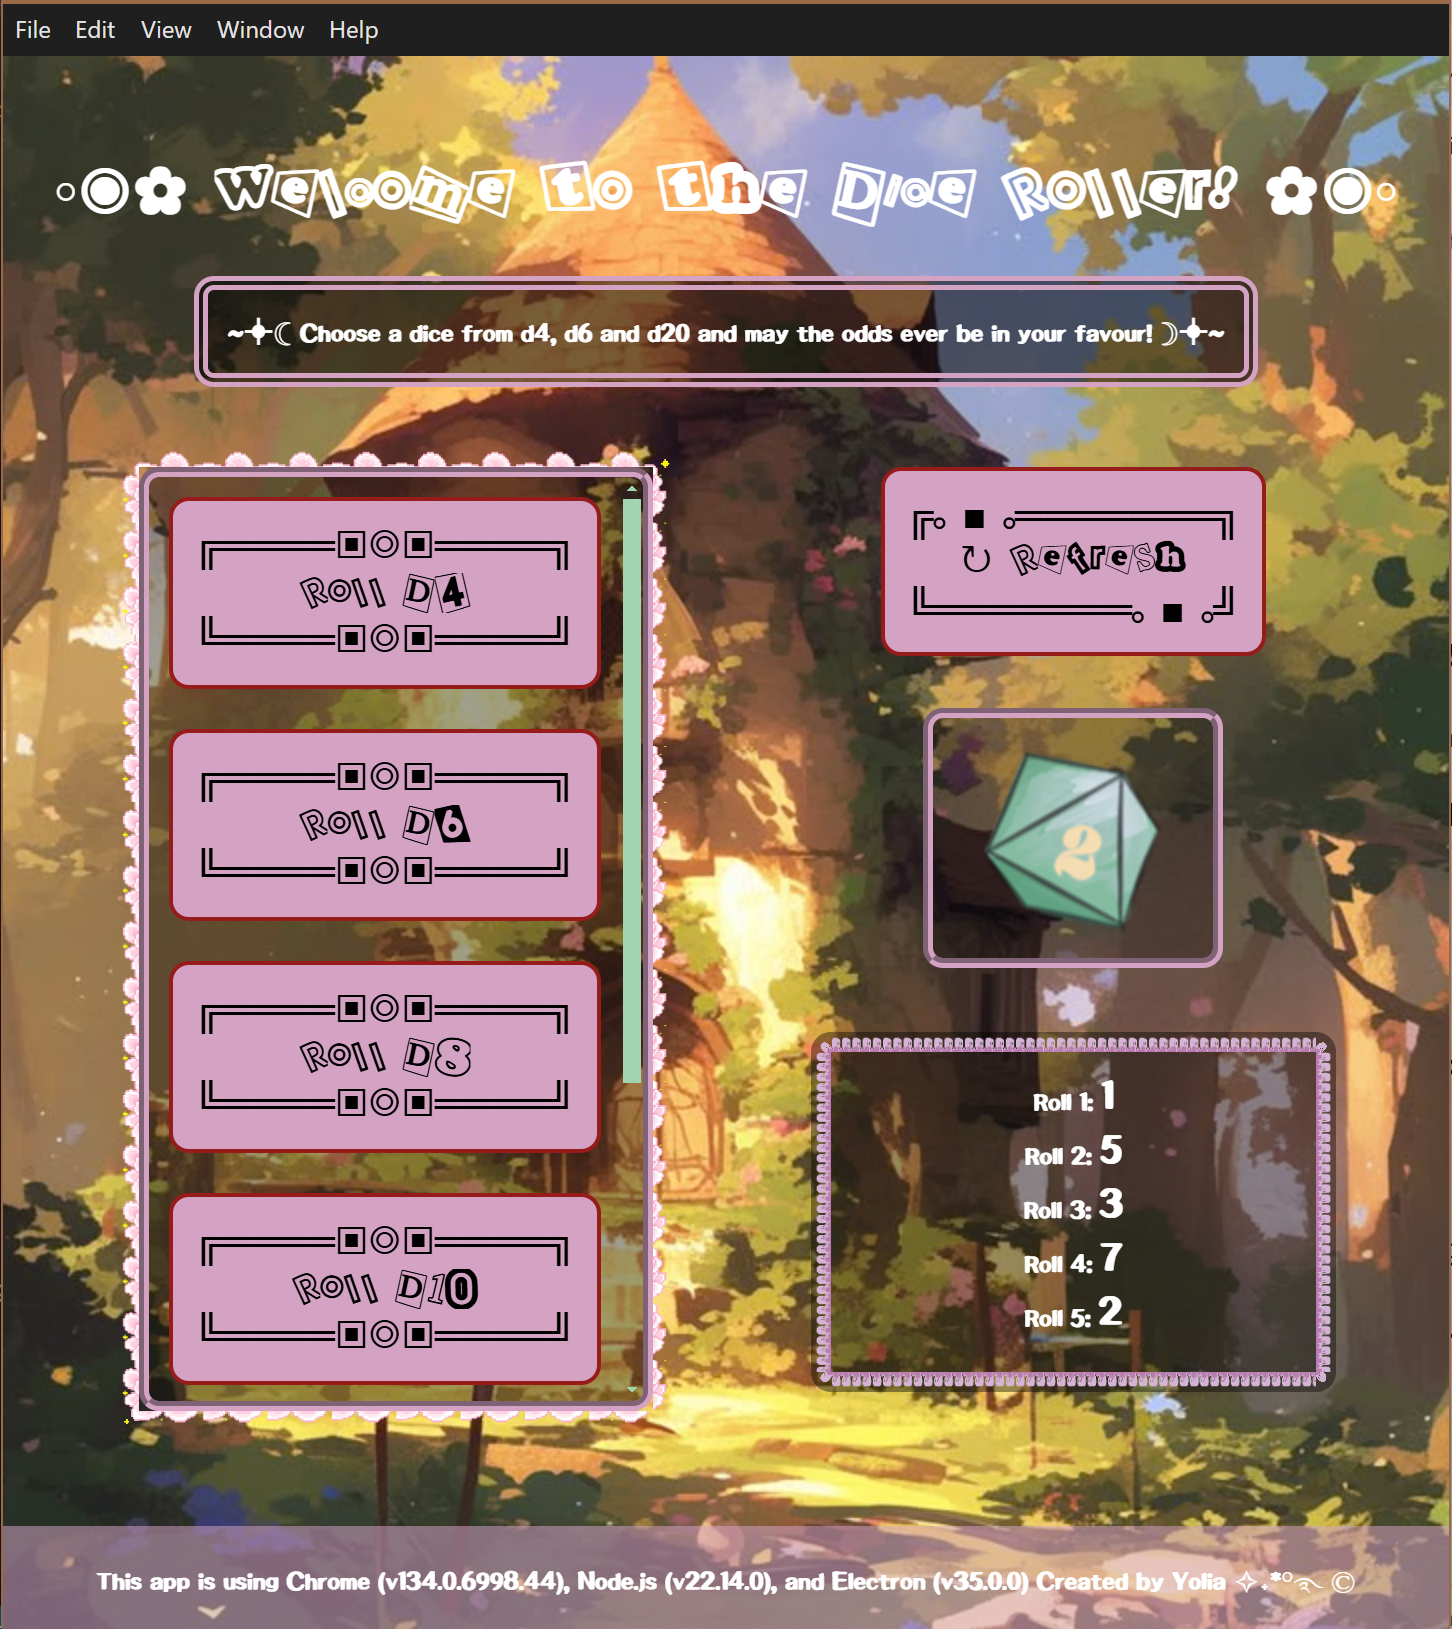 File Edit View Window Help
◦◉✿ Welcome to the Dice Roller! ✿◉◦
~✦☾Choose a dice from d4, d6 and d20 and may the odds ever be in your favour!☽✦~
╔════▣◎▣════╗
Roll D4
╚════▣◎▣════╝
╔════▣◎▣════╗
Roll D6
╚════▣◎▣════╝
╔════▣◎▣════╗
Roll D8
╚════▣◎▣════╝
╔════▣◎▣════╗
Roll D10
╚════▣◎▣════╝
╔∘ ■ ∘═══════╗
↻ Refresh
╚═══════∘ ■ ∘╝
2
Roll 1: 1
Roll 2: 5
Roll 3: 3
Roll 4: 7
Roll 5: 2
This app is using Chrome (v134.0.6998.44), Node.js (v22.14.0), and Electron (v35.0.0) Created by Yolia ✧˖*°࿐ ©